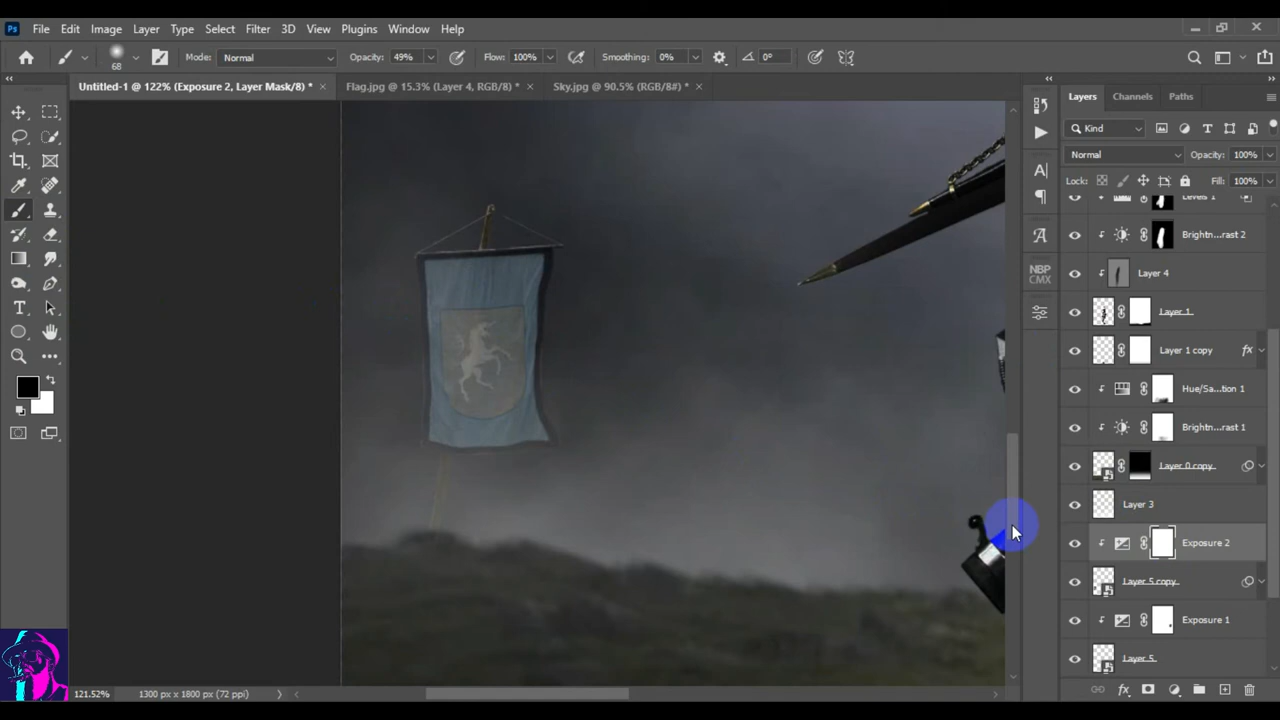 Ps File Edit Image Layer Type Select Filter 3D View Plugins Window Help
68 Mode: Normal Opacity: 49% Flow: 100% Smoothing: 0% 0°
Untitled-1 @ 122% (Exposure 2, Layer Mask/8) * Flag.jpg @ 15.3% (Layer 4, RGB/8) * Sky.jpg @ 90.5% (RGB/8#) *
Layers Channels Paths
Kind
Normal Opacity: 100%
Lock: Fill: 100%
Levels 1
Brightn...rast 2
Layer 4
Layer 1
Layer 1 copy fx
Hue/Sa...tion 1
Brightn...rast 1
Layer 0 copy
Layer 3
Exposure 2
Layer 5 copy
Exposure 1
Layer 5
A
A
NBP
CMX
T
121.52% 1300 px x 1800 px (72 ppi)
fx